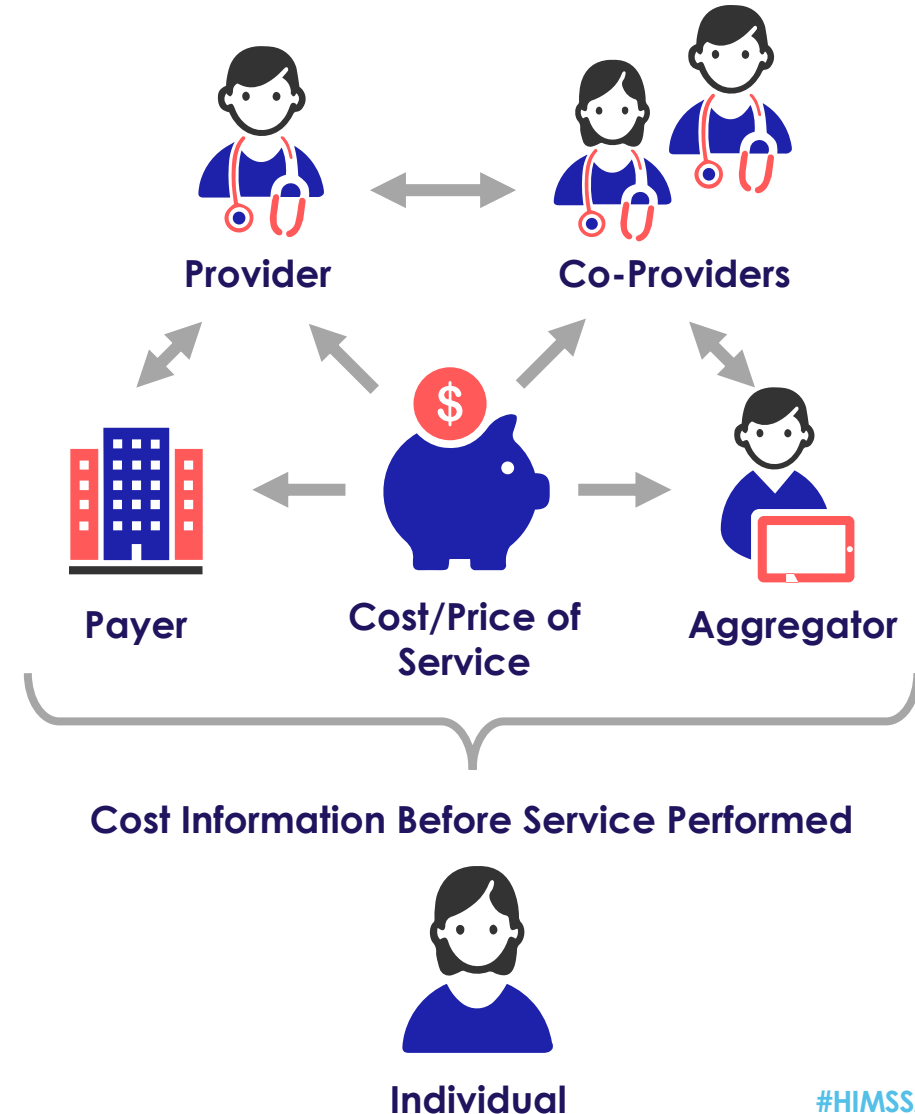 Provider
Co-Providers
$
Payer
Cost/Price of
Service
Aggregator
Cost Information Before Service Performed
Individual
#HIMSS